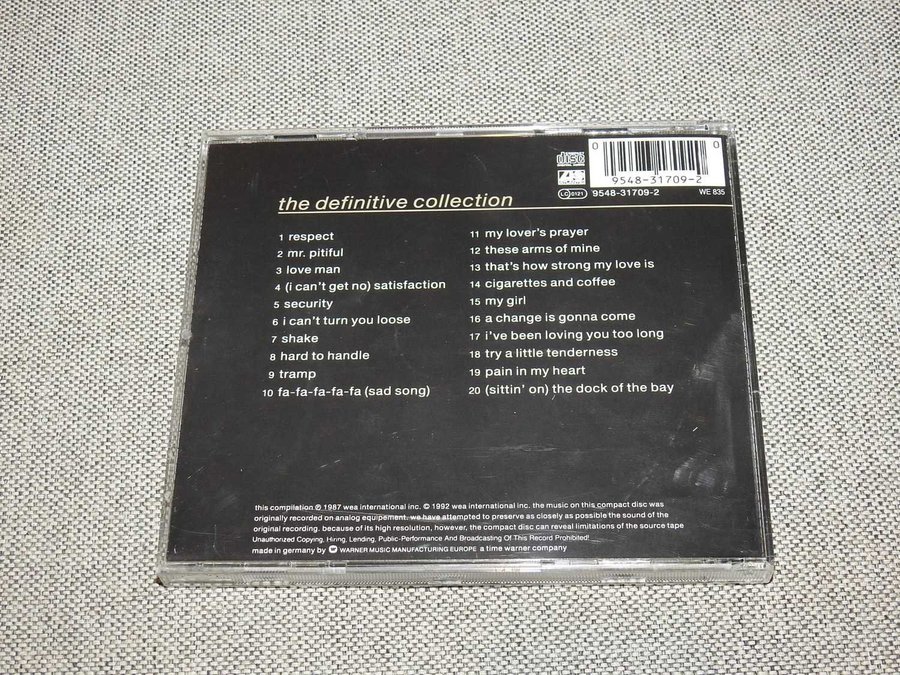 0 0
9548-31709-2
LC 0121
9548-31709-2
WE 835
the definitive collection
1 respect
2 mr. pitiful
3 love man
4 (i can't get no) satisfaction
5 security
6 i can't turn you loose
7 shake
8 hard to handle
9 tramp
10 fa-fa-fa-fa-fa (sad song)
11 my lover's prayer
12 these arms of mine
13 that's how strong my love is
14 cigarettes and coffee
15 my girl
16 a change is gonna come
17 i've been loving you too long
18 try a little tenderness
19 pain in my heart
20 (sittin' on) the dock of the bay
this compilation ℗ 1987 wea international inc. © 1992 wea international inc. the music on this compact disc was
originally recorded on analog equipement. we have attempted to preserve as closely as possible the sound of the
original recording. because of its high resolution, however, the compact disc can reveal limitations of the source tape
Unauthorized Copying, Hiring, Lending, Public-Performance And Broadcasting Of This Record Prohibited!
made in germany by WARNER MUSIC MANUFACTURING EUROPE a time warner company